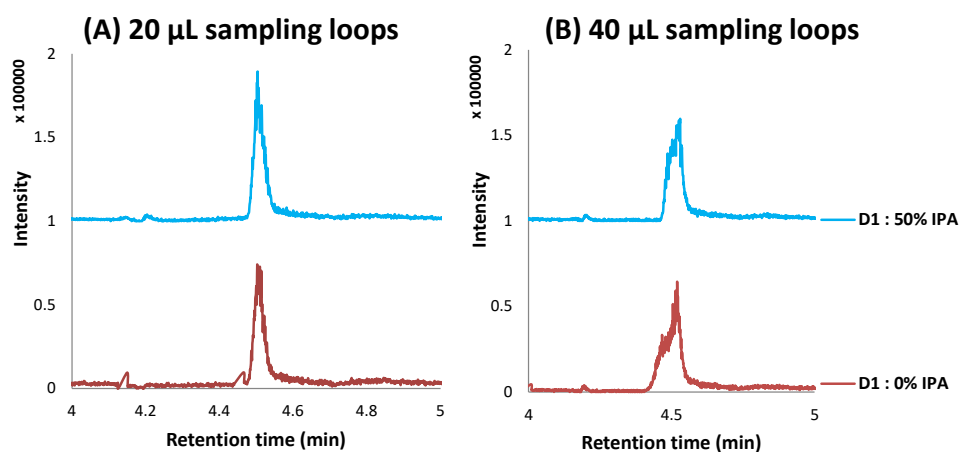 (A) 20 µL sampling loops
x 100000
Intensity
2
1.5
1
0.5
0
4
4.2
4.4
4.6
4.8
5
Retention time (min)
(B) 40 µL sampling loops
x 100000
Intensity
2
1.5
1
0.5
0
4
4.5
5
Retention time (min)
D1 : 50% IPA
D1 : 0% IPA